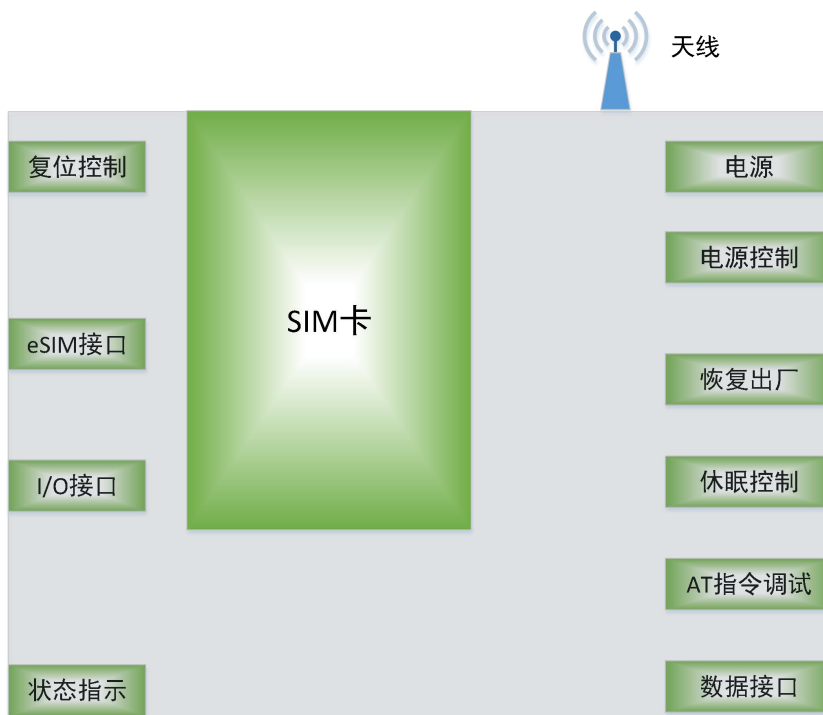 天线
复位控制
电源
电源控制
SIM卡
eSIM接口
恢复出厂
I/O接口
休眠控制
AT指令调试
状态指示
数据接口